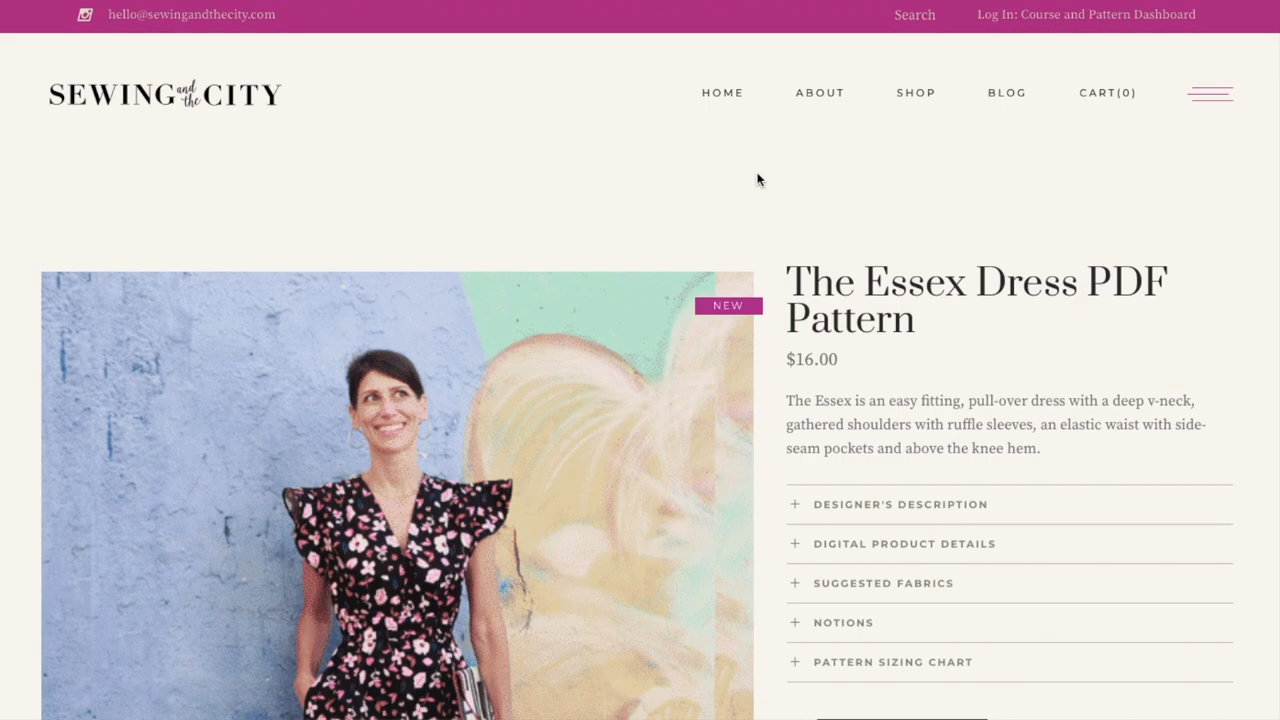 hello@sewingandthecity.com
Search
Log In: Course and Pattern Dashboard
SEWING and the CITY
HOME
ABOUT
SHOP
BLOG
CART(0)
NEW
The Essex Dress PDF
Pattern
$16.00
The Essex is an easy fitting, pull-over dress with a deep v-neck,
gathered shoulders with ruffle sleeves, an elastic waist with side-
seam pockets and above the knee hem.
+ DESIGNER'S DESCRIPTION
+ DIGITAL PRODUCT DETAILS
+ SUGGESTED FABRICS
+ NOTIONS
+ PATTERN SIZING CHART